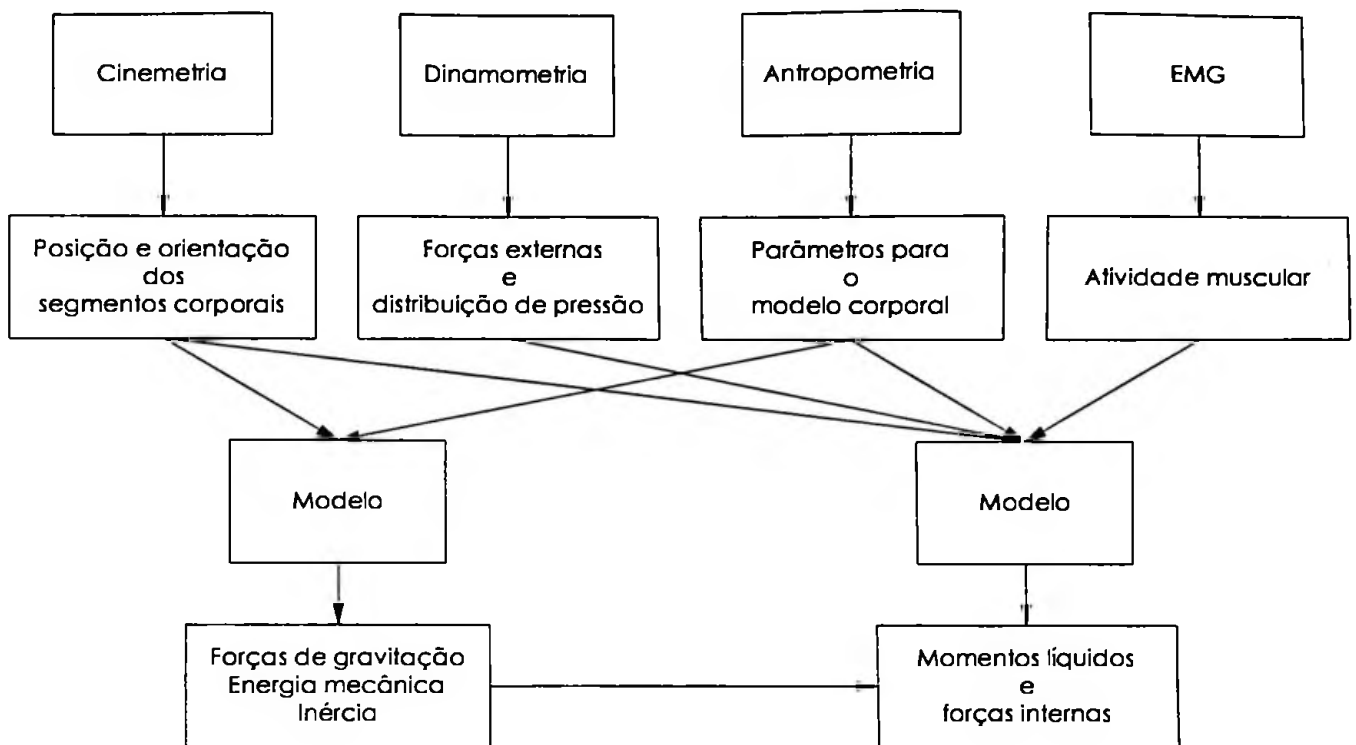 Cinemetria
Dinamometria
Antropometria
EMG
Posição e orientação
dos
segmentos corporais
Forças externas
e
distribuição de pressão
Parâmetros para
o
modelo corporal
Atividade muscular
Modelo
Modelo
Forças de gravitação
Energia mecânica
Inércia
Momentos líquidos
e
forças internas